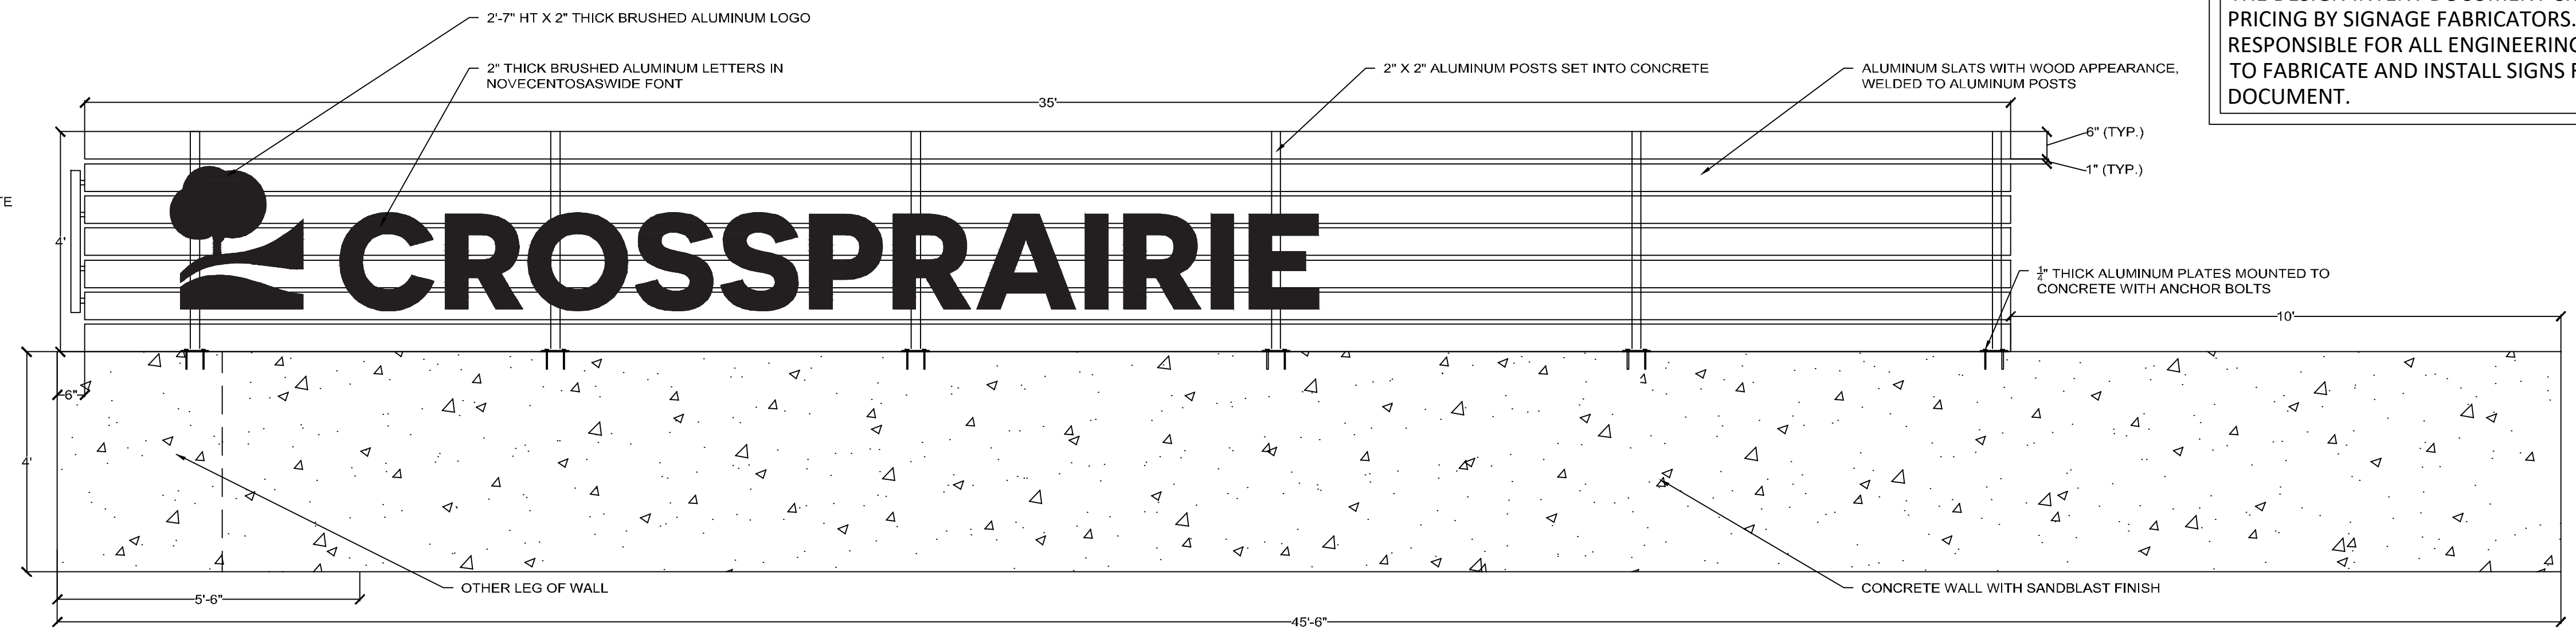 2'-7" HT X 2" THICK BRUSHED ALUMINUM LOGO
2" THICK BRUSHED ALUMINUM LETTERS IN
NOVECENTOSASWIDE FONT
2" X 2" ALUMINUM POSTS SET INTO CONCRETE
ALUMINUM SLATS WITH WOOD APPEARANCE,
WELDED TO ALUMINUM POSTS
PRICING BY SIGNAGE FABRICATORS.
RESPONSIBLE FOR ALL ENGINEERING
TO FABRICATE AND INSTALL SIGNS
DOCUMENT.
35'
6" (TYP.)
1" (TYP.)
4'
CROSSPRAIRIE
1/4" THICK ALUMINUM PLATES MOUNTED TO
CONCRETE WITH ANCHOR BOLTS
10'
6"
4'
OTHER LEG OF WALL
CONCRETE WALL WITH SANDBLAST FINISH
5'-6"
45'-6"